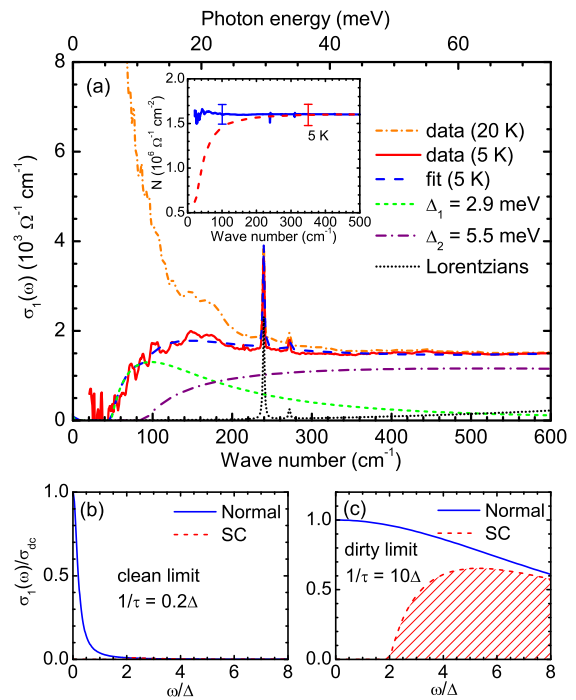 Photon energy (meV)
0 20 40 60
(a)
8
6
4
2
0
σ₁(ω) (10³ Ω⁻¹ cm⁻¹)
2.0
1.5
1.0
0.5
N (10⁶ Ω⁻¹ cm⁻²)
5 K
0 100 200 300 400 500
Wave number (cm⁻¹)
data (20 K)
data (5 K)
fit (5 K)
Δ₁ = 2.9 meV
Δ₂ = 5.5 meV
Lorentzians
0 100 200 300 400 500 600
Wave number (cm⁻¹)
(b)
1.0
0.5
0.0
σ₁(ω)/σdc
Normal
SC
clean limit
1/τ = 0.2Δ
0 2 4 6 8
ω/Δ
(c)
1.0
0.5
0.0
Normal
SC
dirty limit
1/τ = 10Δ
0 2 4 6 8
ω/Δ